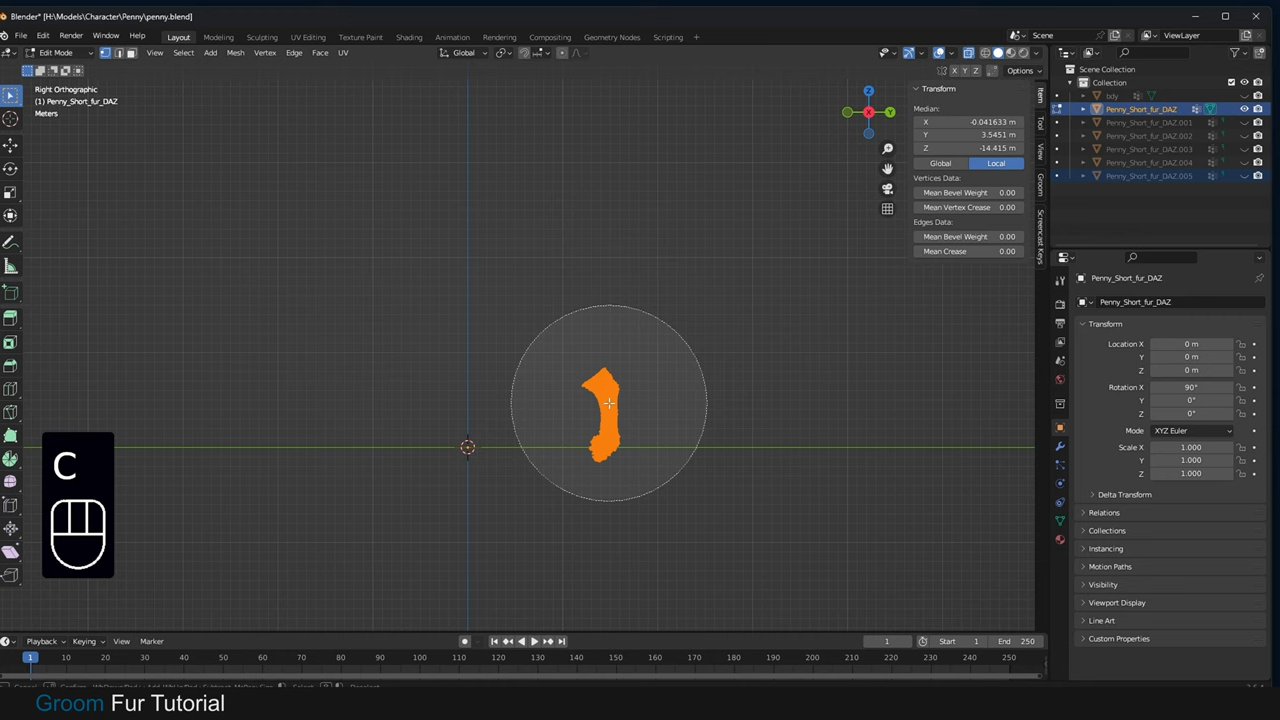 Blender* [H:\Models\Character\Penny\penny.blend]
File Edit Render Window Help Layout Modeling Sculpting UV Editing Texture Paint Shading Animation Rendering Compositing Geometry Nodes Scripting + Scene ViewLayer
Edit Mode View Select Add Mesh Vertex Edge Face UV Global
X Y Z Options
Right Orthographic
(1) Penny_Short_fur_DAZ
Meters
Z
Y
X
Transform
Median:
X -0.041633 m
Y 3.5451 m
Z -14.415 m
Global Local
Vertices Data:
Mean Bevel Weight 0.00
Mean Vertex Crease 0.00
Edges Data:
Mean Bevel Weight 0.00
Mean Crease 0.00
Item
Tool
View
Groom
Screencast Keys
Scene Collection
Collection
body
Penny_Short_fur_DAZ
Penny_Short_fur_DAZ.001
Penny_Short_fur_DAZ.002
Penny_Short_fur_DAZ.003
Penny_Short_fur_DAZ.004
Penny_Short_fur_DAZ.005
Penny_Short_fur_DAZ
Penny_Short_fur_DAZ
Transform
Location X 0 m
Y 0 m
Z 0 m
Rotation X 90°
Y 0°
Z 0°
Mode XYZ Euler
Scale X 1.000
Y 1.000
Z 1.000
Delta Transform
Relations
Collections
Instancing
Motion Paths
Visibility
Viewport Display
Line Art
Custom Properties
C
Playback Keying View Marker 1 Start 1 End 250
1 10 20 30 40 50 60 70 80 90 100 110 120 130 140 150 160 170 180 190 200 210 220 230 240 250
Groom Fur Tutorial